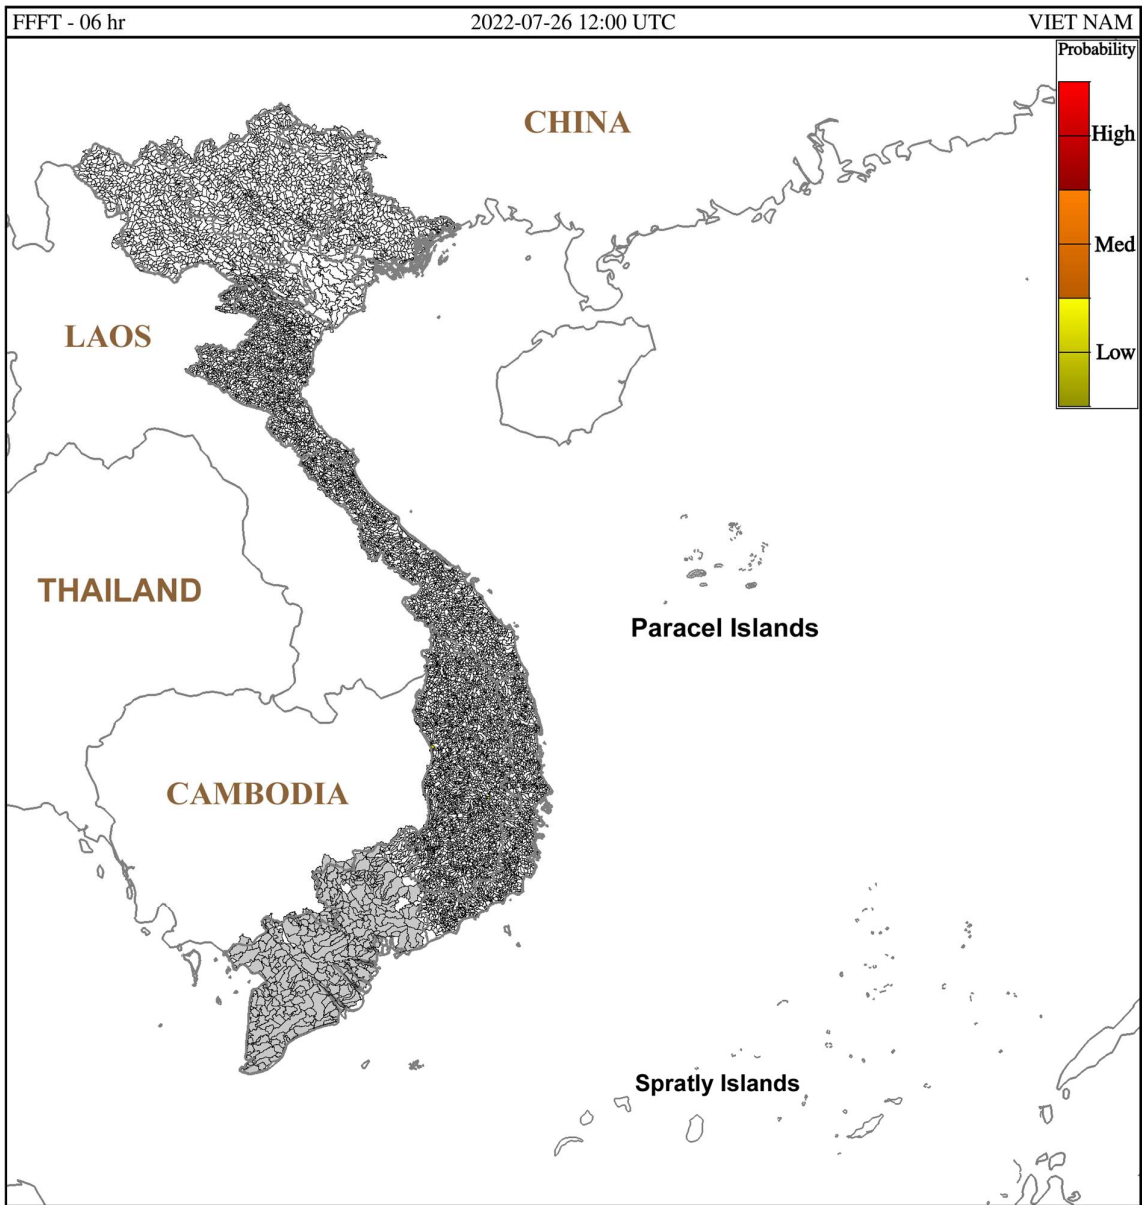 FFFT - 06 hr
2022-07-26 12:00 UTC
VIET NAM
Probability
CHINA
High
Med
LAOS
Low
THAILAND
Paracel Islands
CAMBODIA
Spratly Islands